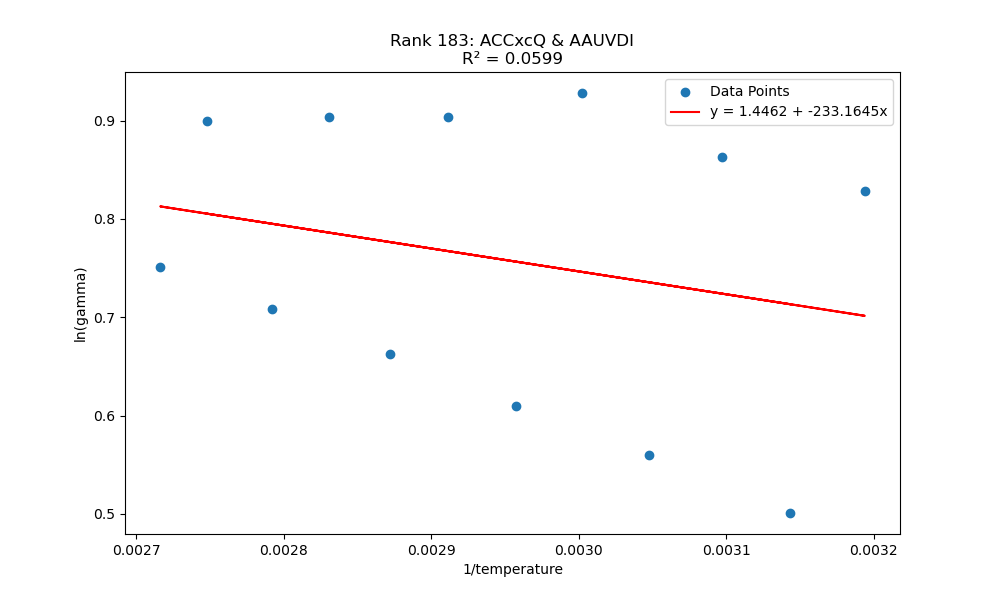 Rank 183: ACCxcQ & AAUVDI
R² = 0.0599
Data Points
y = 1.4462 + -233.1645x
ln(gamma)
0.9
0.8
0.7
0.6
0.5
0.0027 0.0028 0.0029 0.0030 0.0031 0.0032
1/temperature